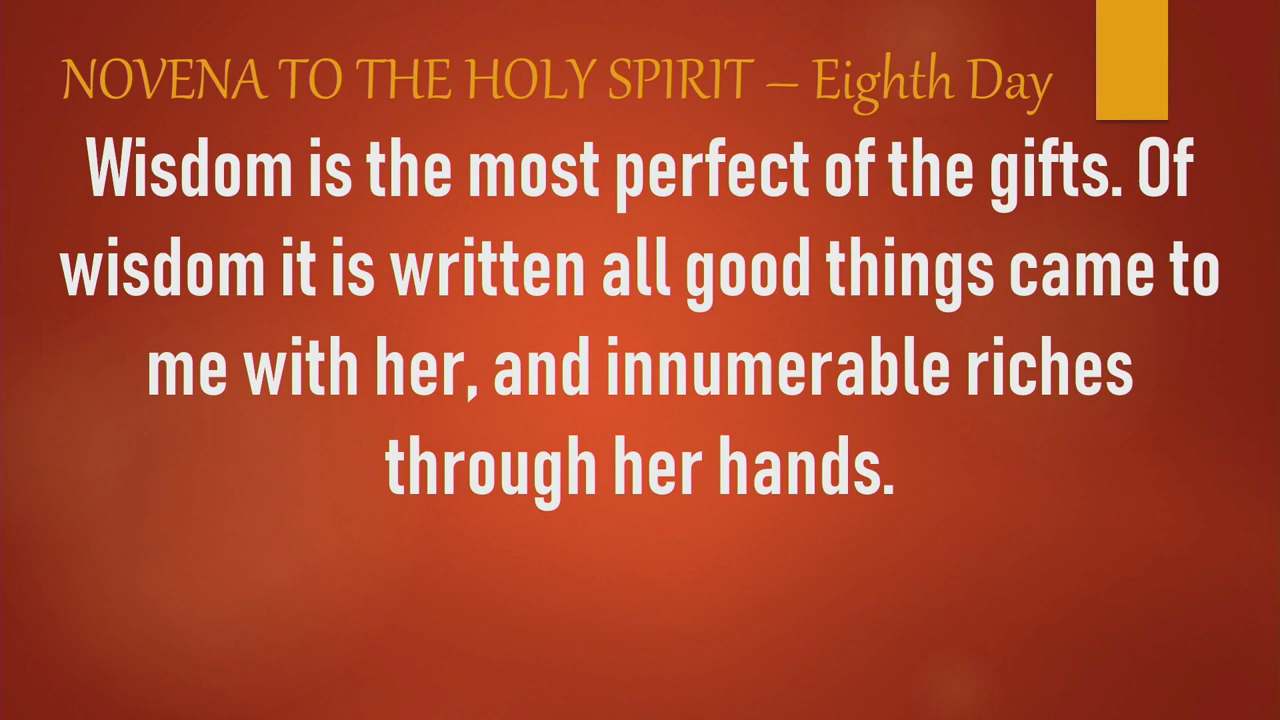 NOVENA TO THE HOLY SPIRIT – Eighth Day
Wisdom is the most perfect of the gifts. Of
wisdom it is written all good things came to
me with her, and innumerable riches
through her hands.